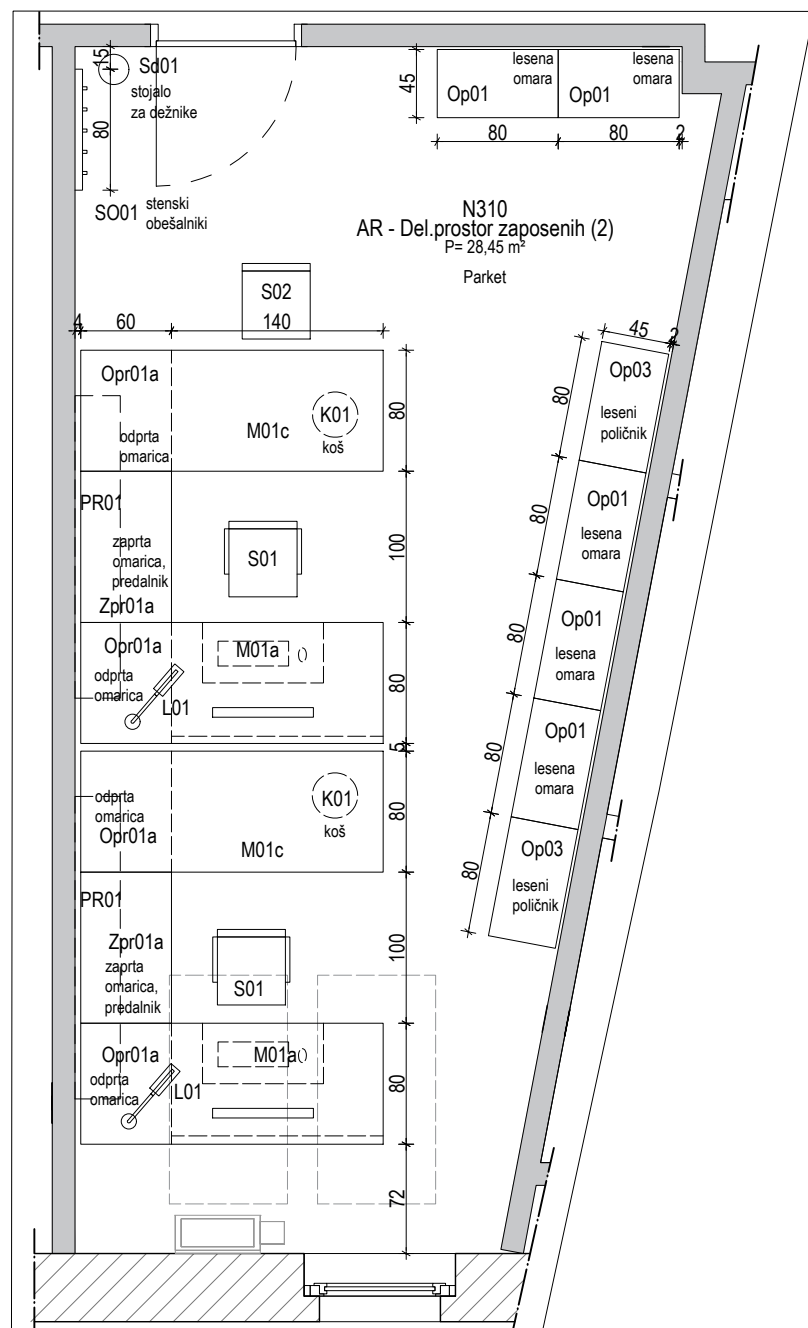 15
Sd01
stojalo
za dežnike
80
SO01
stenski
obešalniki
45
lesena
omara
Op01
lesena
omara
Op01
80
80
2
N310
AR - Del.prostor zaposenih (2)
P= 28,45 m²
Parket
S02
4
60
140
Opr01a
odprta
omarica
M01c
K01
koš
80
PR01
zaprta
omarica,
predalnik
Zpr01a
S01
100
Opr01a
odprta
omarica
L01
M01a
80
5
odprta
omarica
Opr01a
M01c
K01
koš
80
PR01
Zpr01a
zaprta
omarica,
predalnik
S01
100
Opr01a
odprta
omarica
L01
M01a
80
72
45
2
80
Op03
leseni
poličnik
80
Op01
lesena
omara
80
Op01
lesena
omara
80
Op01
lesena
omara
80
Op03
leseni
poličnik